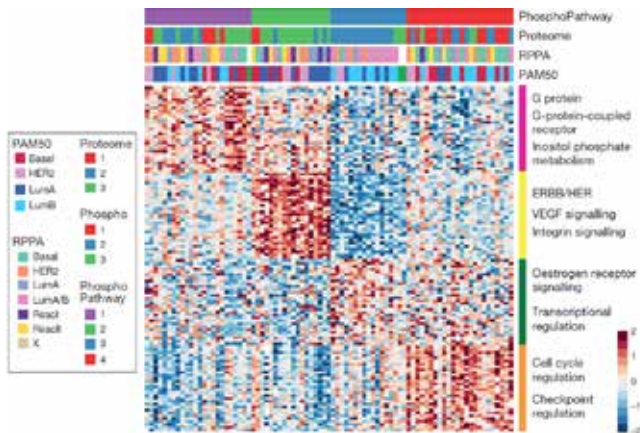 PhosphoPathway
Proteome
RPPA
PAM50
G protein
G-protein-coupled
receptor
Inositol phosphate
metabolism
ERBB/HER
VEGF signalling
Integrin signalling
Oestrogen receptor
signalling
Transcriptional
regulation
Cell cycle
regulation
Checkpoint
regulation
PAM50
Basal
HER2
LumA
LumB
RPPA
Basal
HER2
LumA
LumA/B
ReacI
ReacII
X
Proteome
1
2
3
Phospho
1
2
3
Phospho
Pathway
1
2
3
4
2
1
0